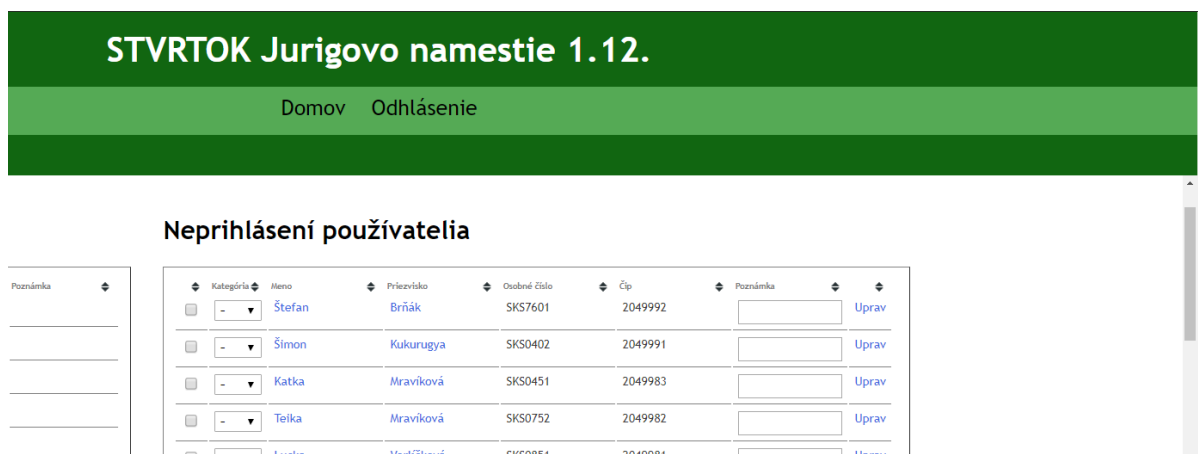 STVRTOK Jurigovo namestie 1.12.
Domov Odhlásenie
Neprihlásení používatelia
Poznámka
Kategória Meno Priezvisko Osobné číslo Čip Poznámka
- Štefan Brňák SKS7601 2049992 Uprav
- Šimon Kukurugya SKS0402 2049991 Uprav
- Katka Mravíková SKS0451 2049983 Uprav
- Teika Mravíková SKS0752 2049982 Uprav